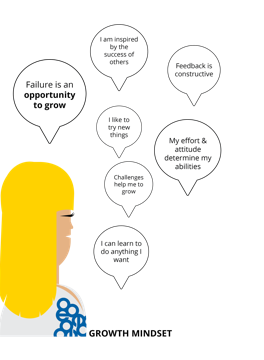 I am inspired
by the
success of
others
Feedback is
constructive
Failure is an
opportunity
to grow
I like to
try new
things
My effort &
attitude
determine my
abilities
Challenges
help me to
grow
I can learn to
do anything I
want
GROWTH MINDSET